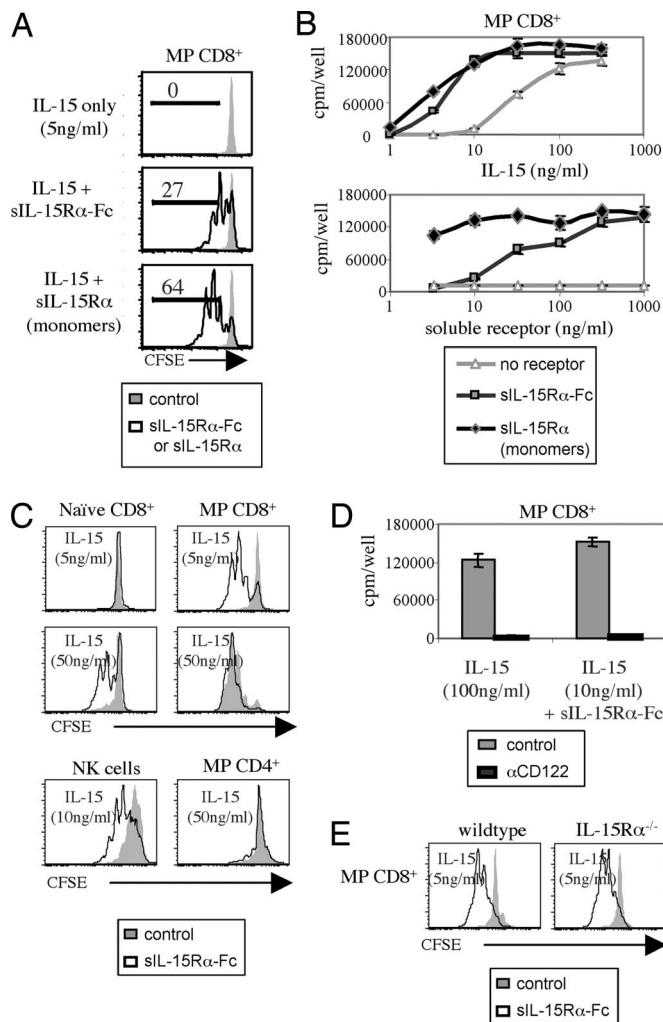 A
MP CD8+
IL-15 only
(5ng/ml)
0
IL-15 +
sIL-15Rα-Fc
27
IL-15 +
sIL-15Rα
(monomers)
64
CFSE
control
sIL-15Rα-Fc
or sIL-15Rα
B
MP CD8+
cpm/well
180000
120000
60000
0
1
10
100
1000
IL-15 (ng/ml)
cpm/well
180000
120000
60000
0
1
10
100
1000
soluble receptor (ng/ml)
no receptor
sIL-15Rα-Fc
sIL-15Rα
(monomers)
C
Naïve CD8+
MP CD8+
IL-15
(5ng/ml)
IL-15
(5ng/ml)
IL-15
(50ng/ml)
IL-15
(50ng/ml)
CFSE
NK cells
MP CD4+
IL-15
(10ng/ml)
IL-15
(50ng/ml)
CFSE
control
sIL-15Rα-Fc
D
MP CD8+
cpm/well
180000
120000
60000
0
IL-15
(100ng/ml)
IL-15
(10ng/ml)
+ sIL-15Rα-Fc
control
αCD122
E
wildtype
IL-15Rα-/-
MP CD8+
IL-15
(5ng/ml)
IL-15
(5ng/ml)
CFSE
control
sIL-15Rα-Fc